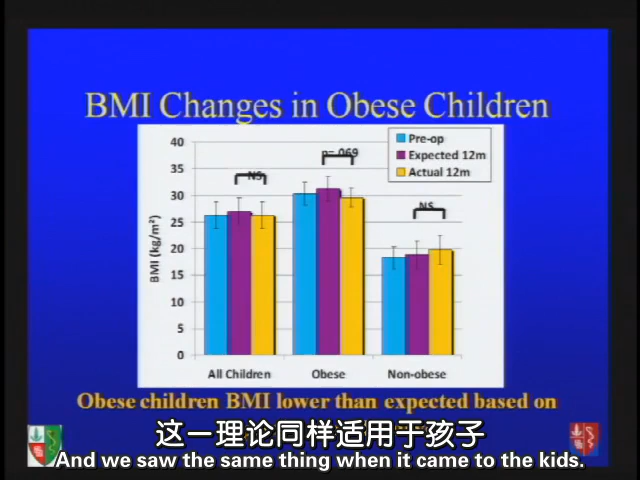 BMI Changes in Obese Children
40
35
30
25
20
15
10
5
0
BMI (kg/m²)
Pre-op
Expected 12m
Actual 12m
NS
p=.069
NS
All Children
Obese
Non-obese
Obese children BMI lower than expected based on
这一理论同样适用于孩子
And we saw the same thing when it came to the kids.